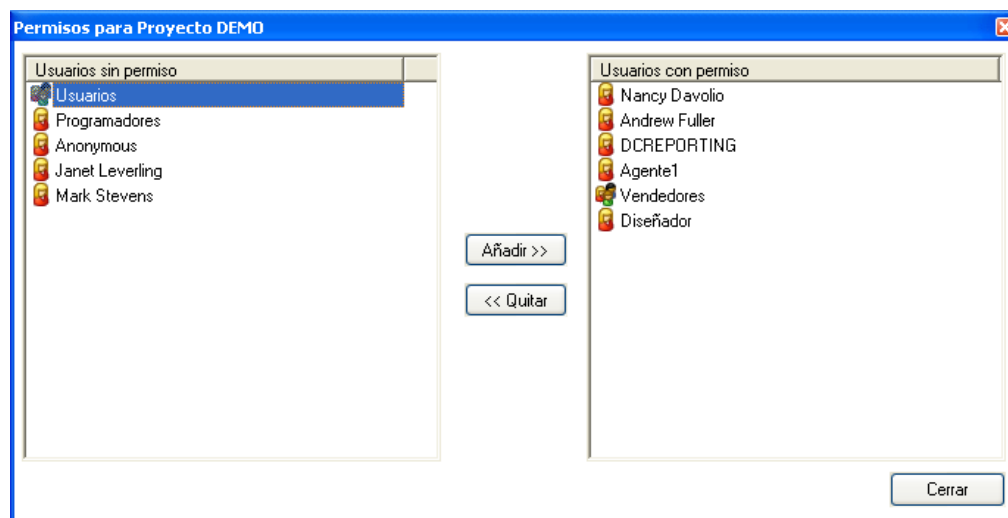 Permisos para Proyecto DEMO
Usuarios sin permiso
Usuarios
Programadores
Anonymous
Janet Leverling
Mark Stevens
Añadir >>
<< Quitar
Usuarios con permiso
Nancy Davolio
Andrew Fuller
DCREPORTING
Agente1
Vendedores
Diseñador
Cerrar